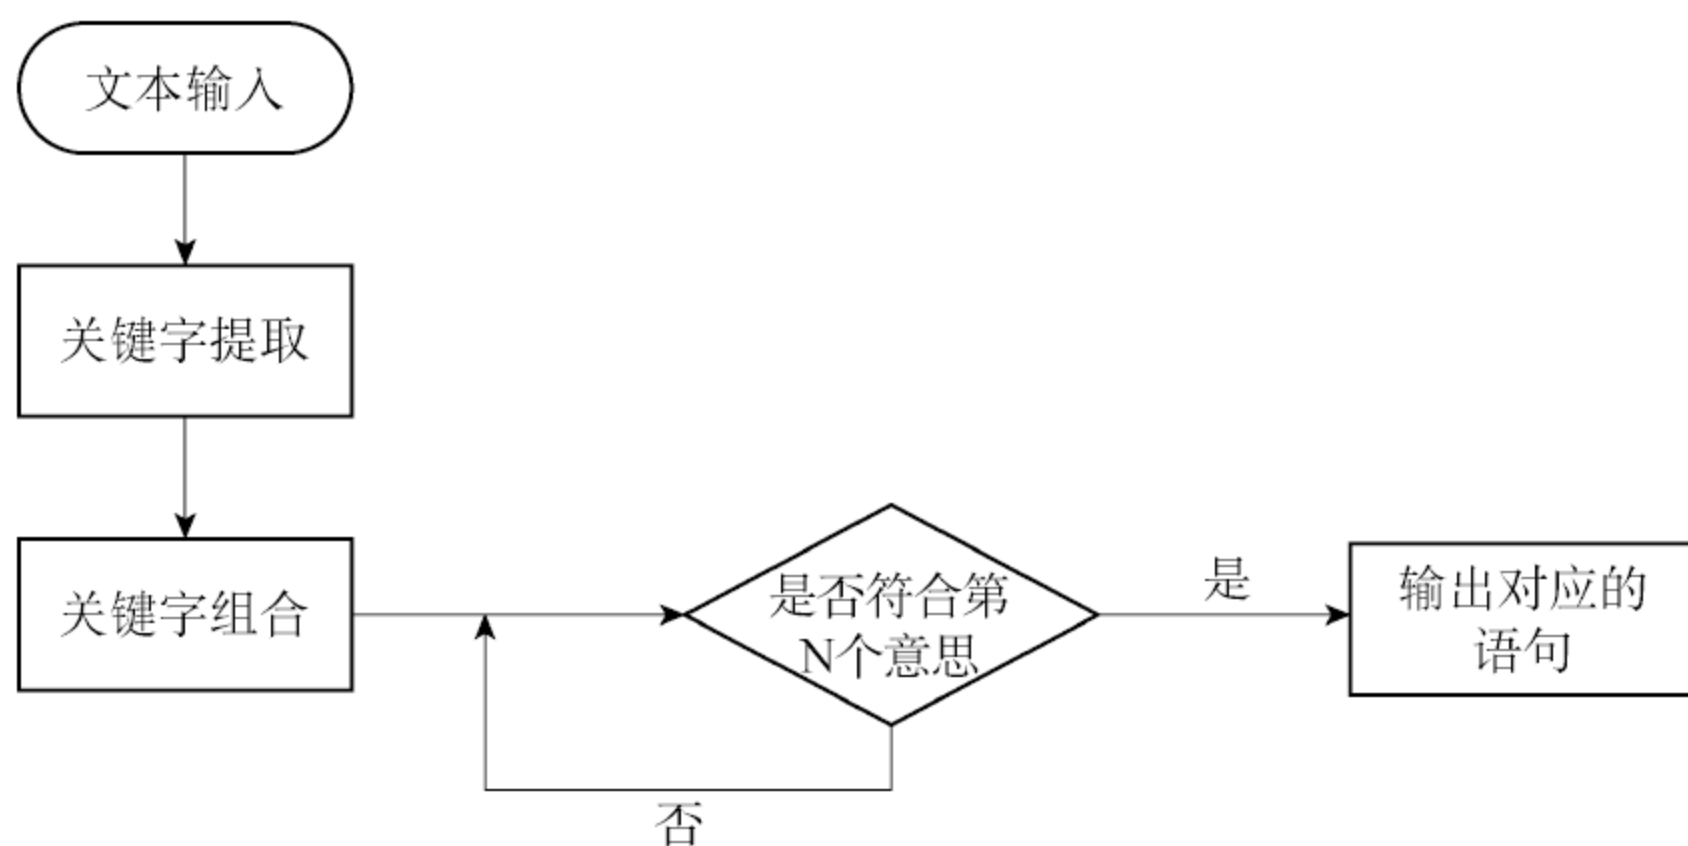 文本输入
关键字提取
关键字组合
是否符合第
N个意思
是
输出对应的
语句
否